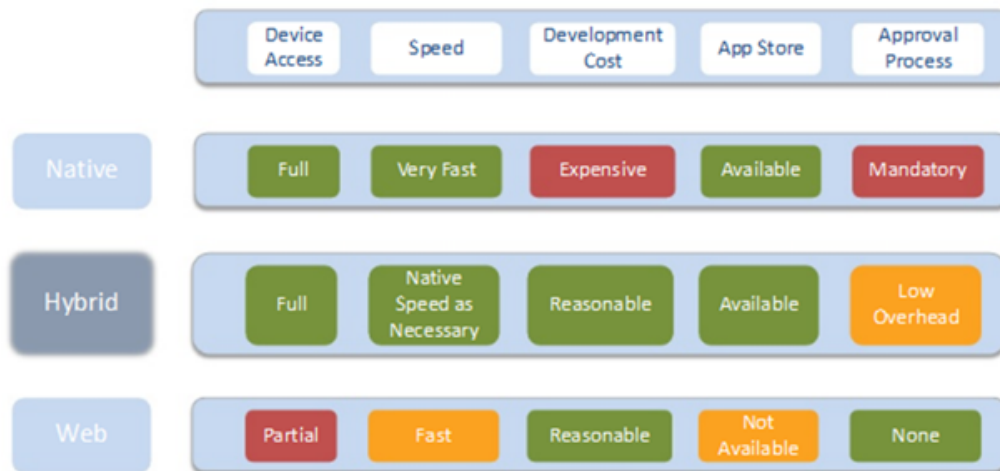 Device Access
Speed
Development Cost
App Store
Approval Process
Native
Full
Very Fast
Expensive
Available
Mandatory
Hybrid
Full
Native Speed as Necessary
Reasonable
Available
Low Overhead
Web
Partial
Fast
Reasonable
Not Available
None